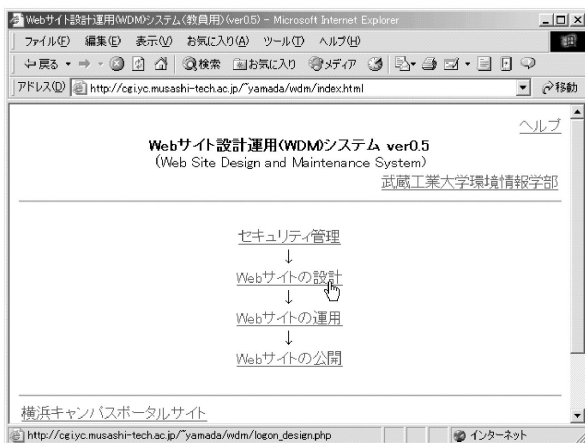 Webサイト設計運用(WDM)システム(教員用)(ver0.5) - Microsoft Internet Explorer
ファイル(F) 編集(E) 表示(V) お気に入り(A) ツール(T) ヘルプ(H)
戻る 検索 お気に入り メディア
アドレス(D) http://cgi.yc.musashi-tech.ac.jp/~yamada/wdm/index.html 移動
ヘルプ
Webサイト設計運用(WDM)システム ver0.5
(Web Site Design and Maintenance System)
武蔵工業大学環境情報学部
セキュリティ管理
↓
Webサイトの設計
↓
Webサイトの運用
↓
Webサイトの公開
横浜キャンパスポータルサイト
http://cgi.yc.musashi-tech.ac.jp/~yamada/wdm/logon_design.php インターネット